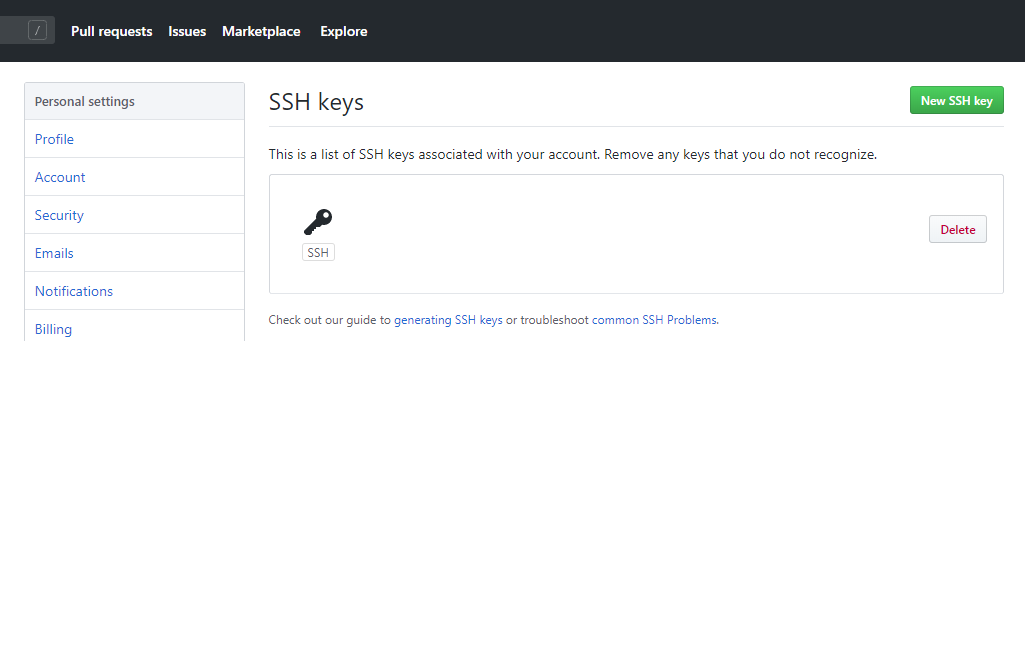 / Pull requests Issues Marketplace Explore
Personal settings
Profile
Account
Security
Emails
Notifications
Billing
SSH keys
New SSH key
This is a list of SSH keys associated with your account. Remove any keys that you do not recognize.
SSH
Delete
Check out our guide to generating SSH keys or troubleshoot common SSH Problems.